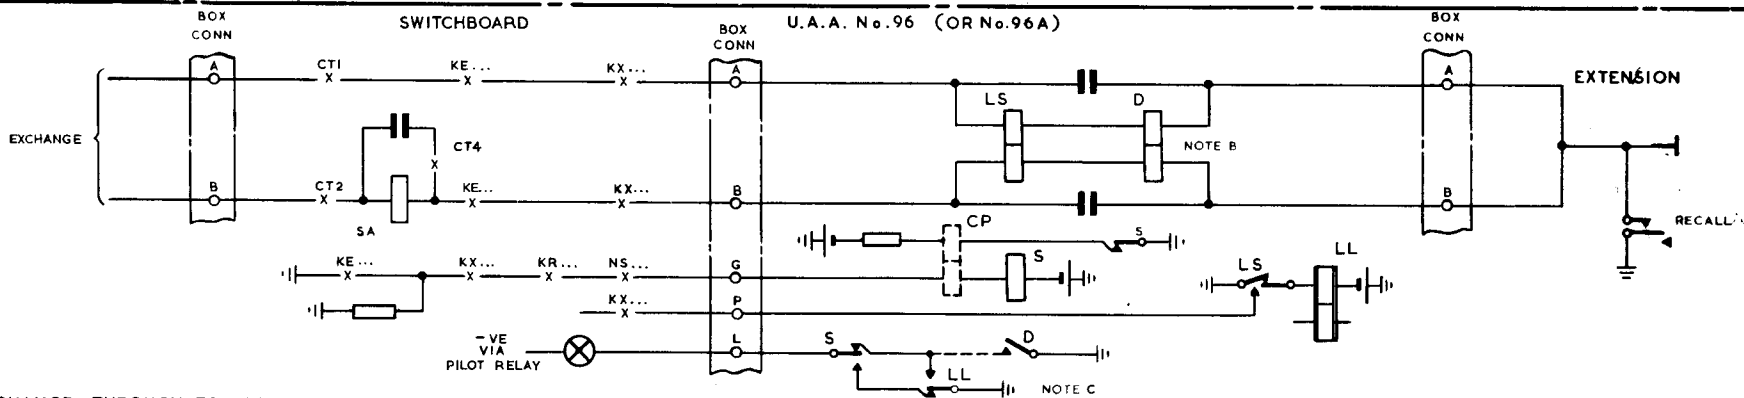 BOX
CONN
SWITCHBOARD
BOX
CONN
U.A.A. No.96 (OR No.96A)
BOX
CONN
A
CT1
KE...
KX...
A
A
EXTENSION
LS
D
EXCHANGE
CT4
NOTE B
B
CT2
KE...
KX...
B
B
SA
CP
S
RECALL
KE...
KX...
KR...
NS...
G
S
LS
LL
KX...
P
-VE
VIA
PILOT RELAY
L
S
D
LL
NOTE C